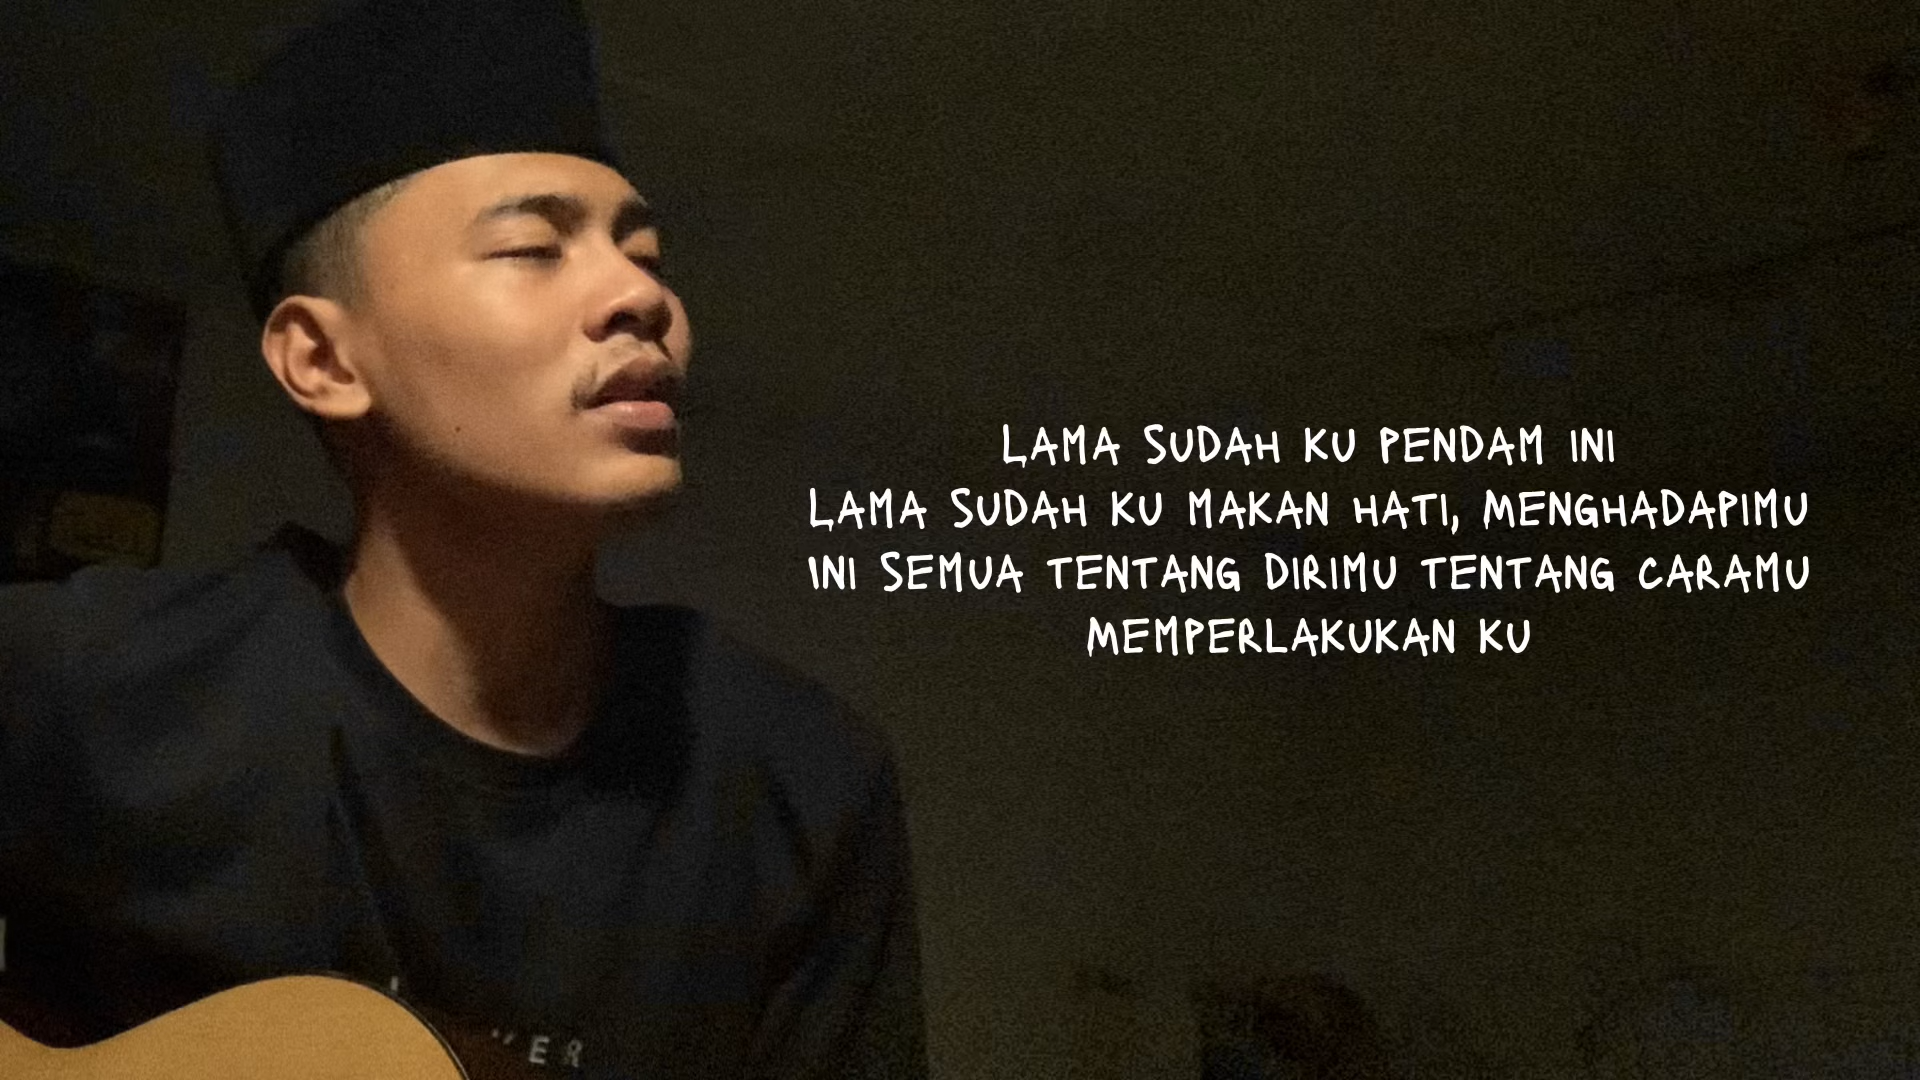 LAMA SUDAH KU PENDAM INI
LAMA SUDAH KU MAKAN HATI, MENGHADAPIMU
INI SEMUA TENTANG DIRIMU TENTANG CARAMU
MEMPERLAKUKAN KU